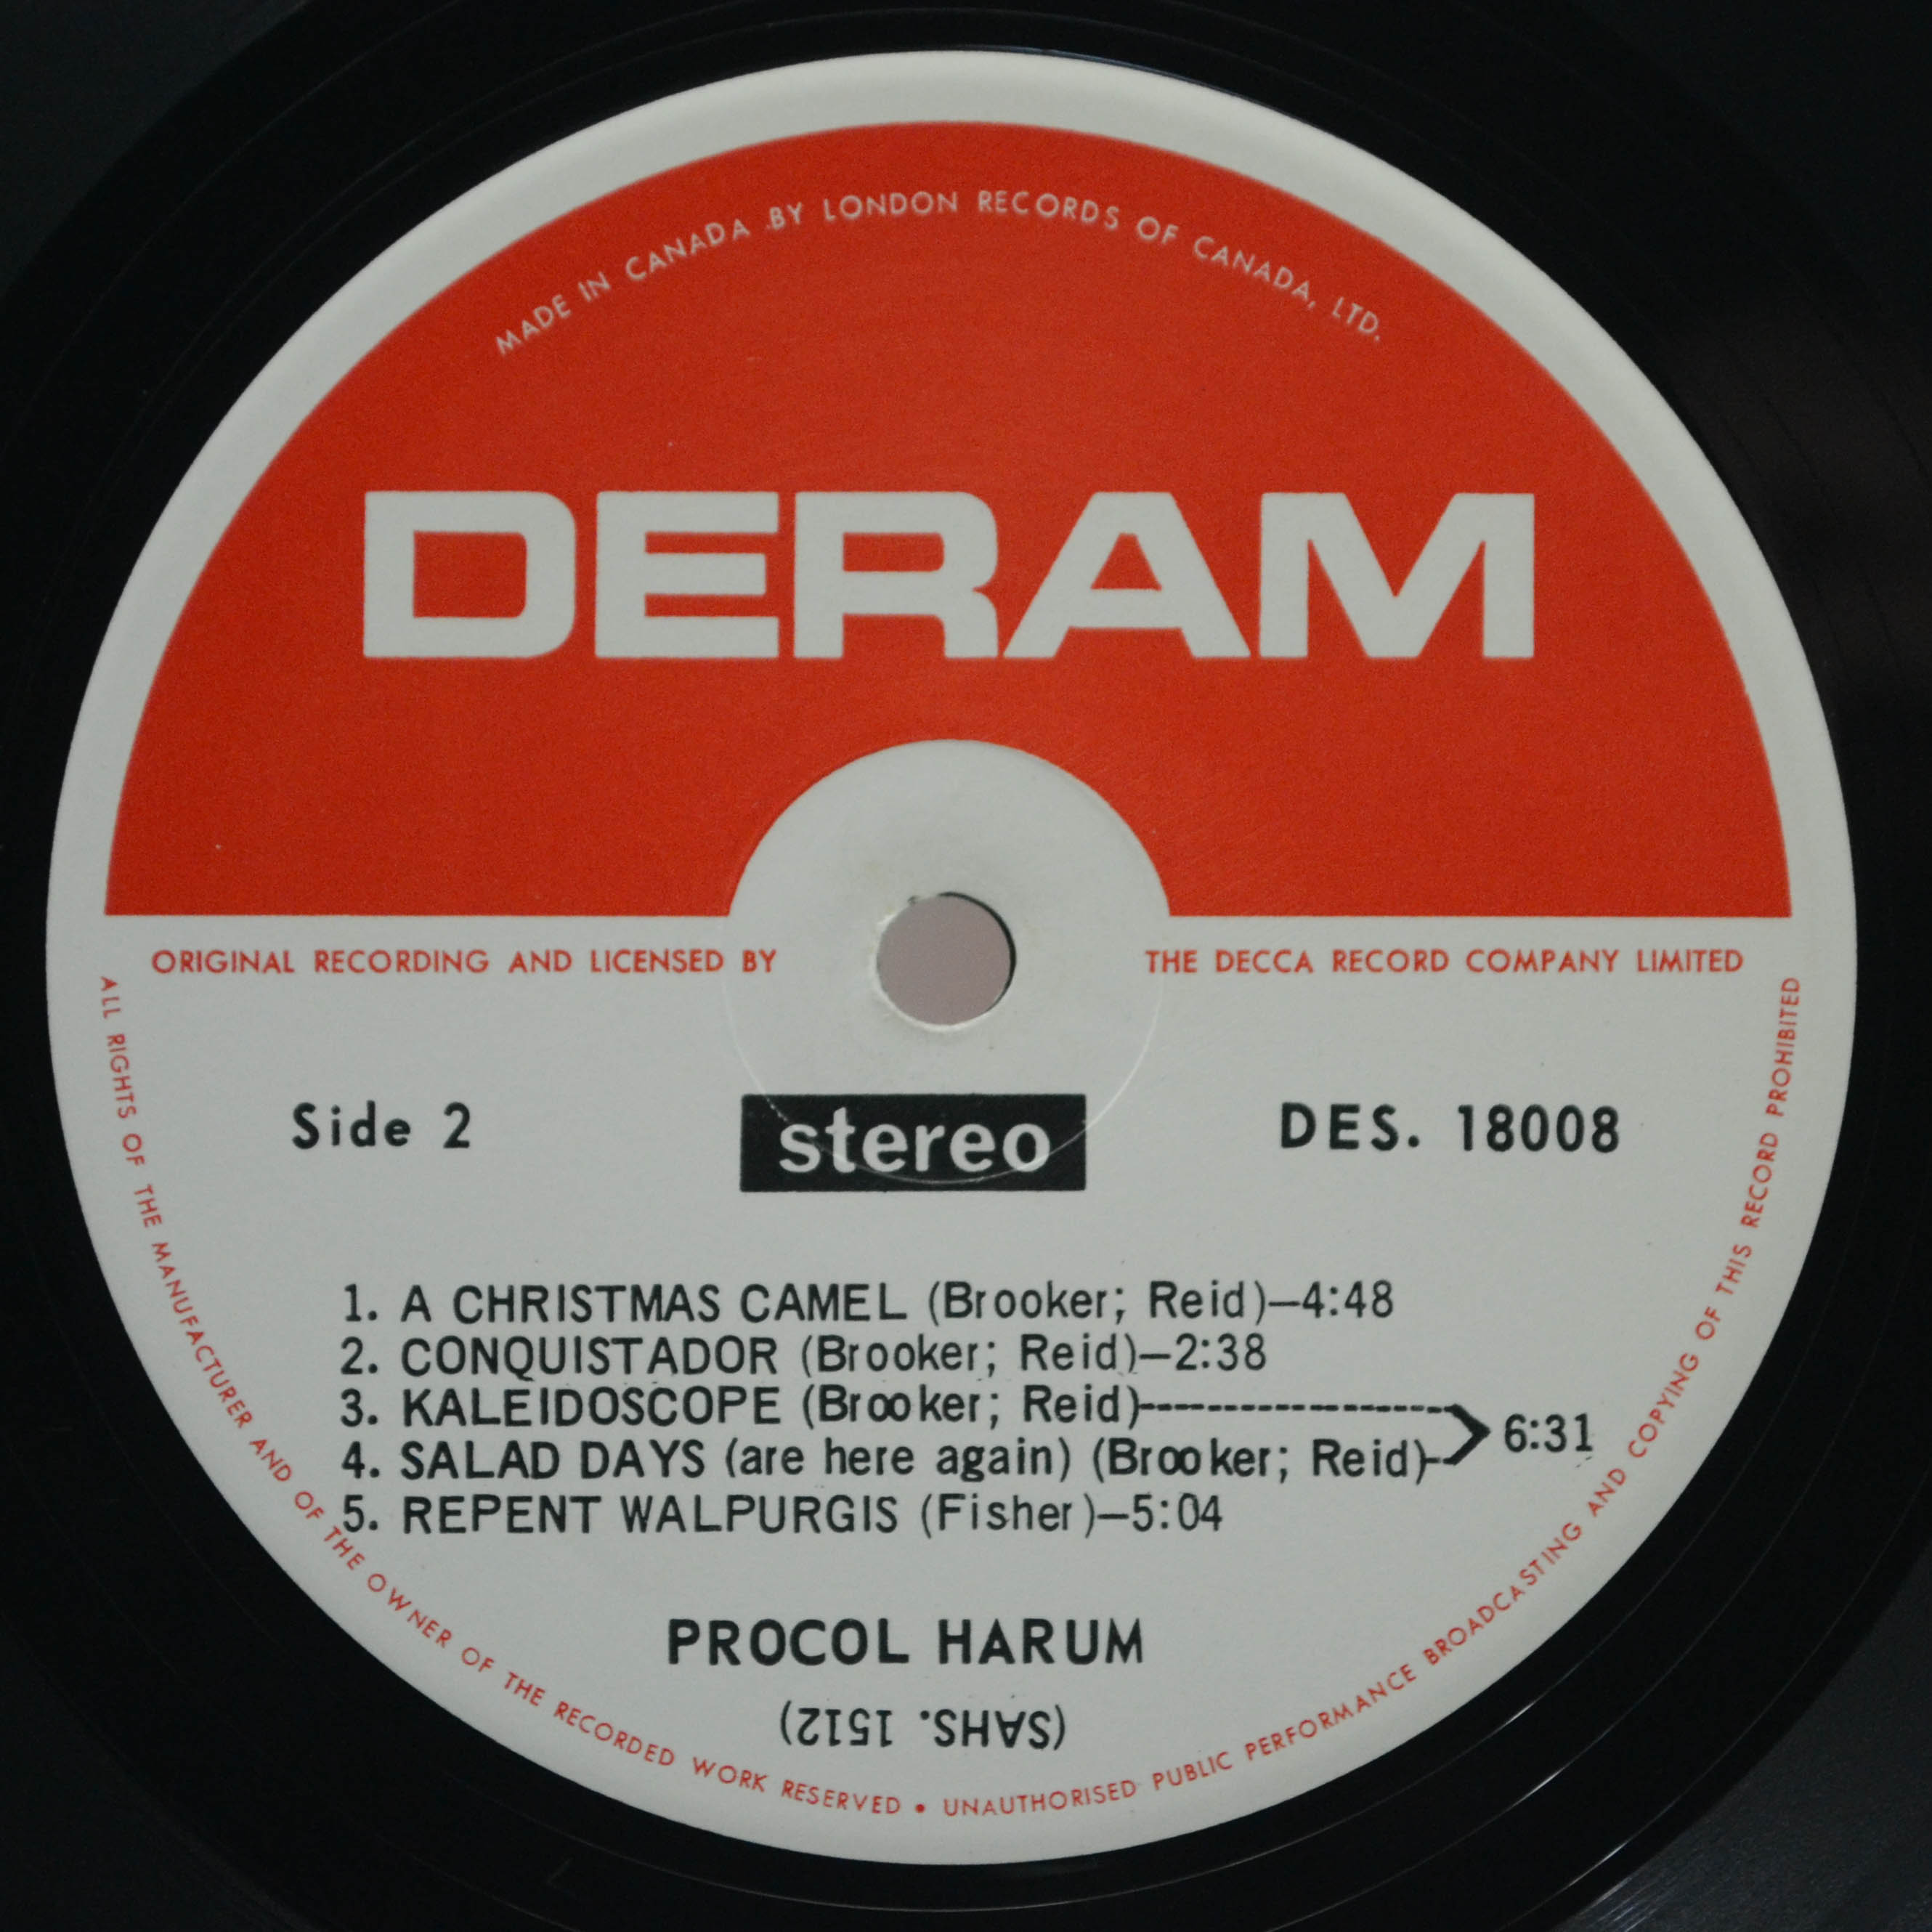 MADE IN CANADA BY LONDON RECORDS OF CANADA, LTD.
DERAM
ORIGINAL RECORDING AND LICENSED BY THE DECCA RECORD COMPANY LIMITED
Side 2
stereo
DES. 18008
1. A CHRISTMAS CAMEL (Brooker; Reid)—4:48
2. CONQUISTADOR (Brooker; Reid)—2:38
3. KALEIDOSCOPE (Brooker; Reid)
4. SALAD DAYS (are here again) (Brooker; Reid)
6:31
5. REPENT WALPURGIS (Fisher)—5:04
PROCOL HARUM
(SAHS. 1512)
ALL RIGHTS OF THE MANUFACTURER AND OF THE OWNER OF THE RECORDED WORK RESERVED • UNAUTHORISED PUBLIC PERFORMANCE BROADCASTING AND COPYING OF THIS RECORD PROHIBITED